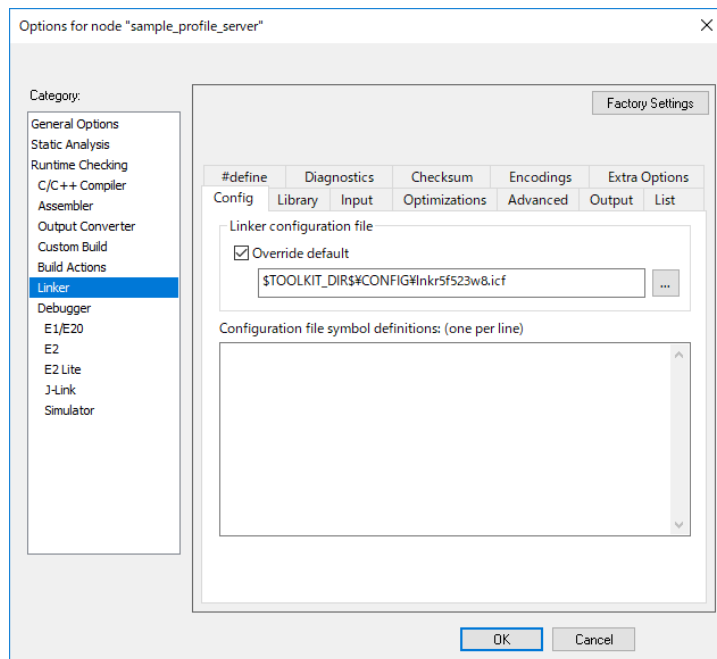 Options for node "sample_profile_server"
Category:
General Options
Static Analysis
Runtime Checking
C/C++ Compiler
Assembler
Output Converter
Custom Build
Build Actions
Linker
Debugger
E1/E20
E2
E2 Lite
J-Link
Simulator
Factory Settings
#define Diagnostics Checksum Encodings Extra Options
Config Library Input Optimizations Advanced Output List
Linker configuration file
Override default
$TOOLKIT_DIR$¥CONFIG¥lnkr5f523w8.icf
...
Configuration file symbol definitions: (one per line)
OK Cancel